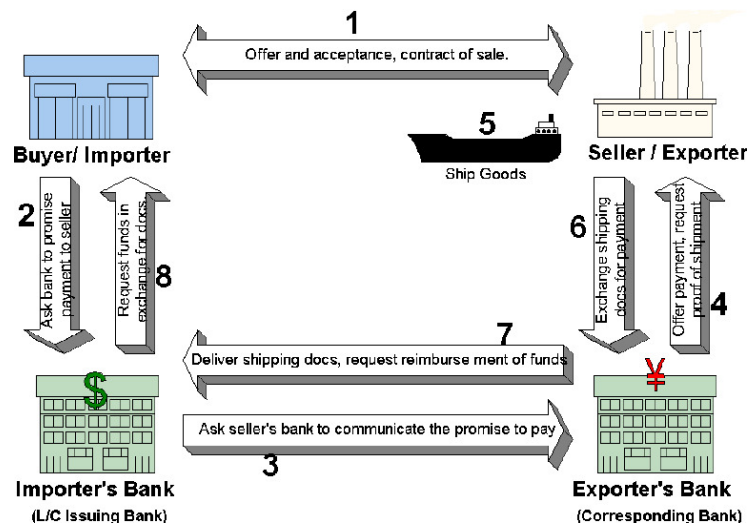 1
Offer and acceptance, contract of sale.
Buyer/ Importer
5
Ship Goods
Seller / Exporter
2
Ask bank to promise
payment to seller
Request funds in
exchange for docs.
8
6
Exchange shipping
docs for payment
Offer payment, request
proof of shipment
4
7
Deliver shipping docs, request reimburse ment of funds
$
¥
Ask seller's bank to communicate the promise to pay
3
Importer's Bank
(L/C Issuing Bank)
Exporter's Bank
(Corresponding Bank)